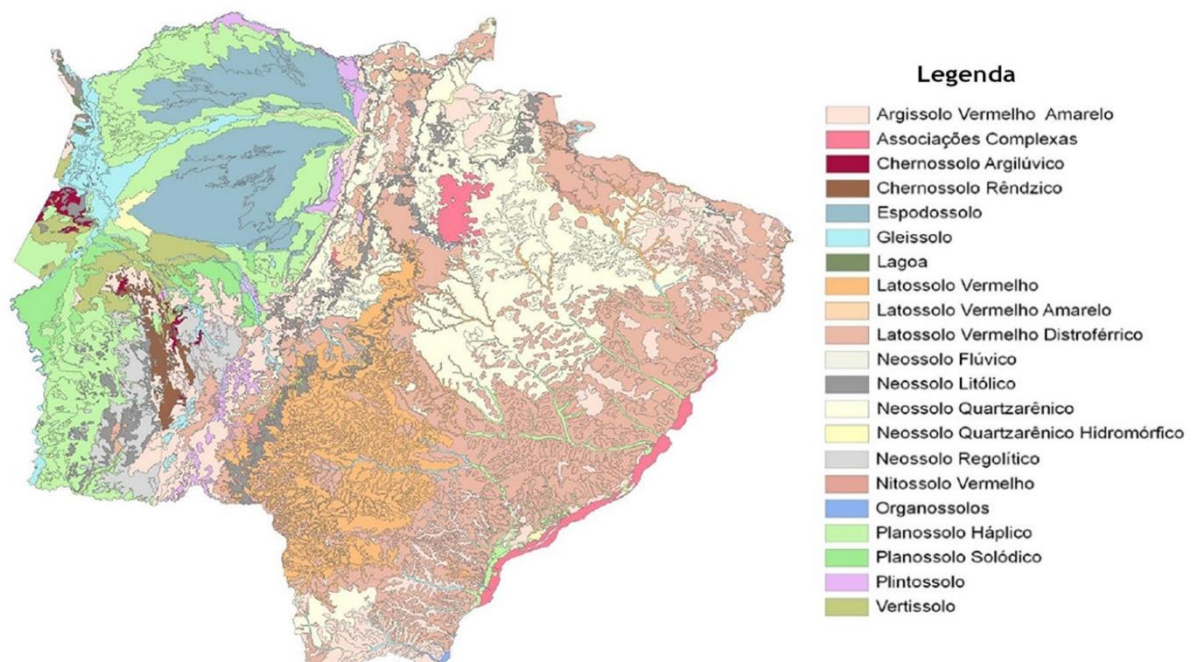 Legenda
Argissolo Vermelho Amarelo
Associações Complexas
Chernossolo Argilúvico
Chernossolo Rêndzico
Espodossolo
Gleissolo
Lagoa
Latossolo Vermelho
Latossolo Vermelho Amarelo
Latossolo Vermelho Distroférrico
Neossolo Flúvico
Neossolo Litólico
Neossolo Quartzarênico
Neossolo Quartzarênico Hidromórfico
Neossolo Regolítico
Nitossolo Vermelho
Organossolos
Planossolo Háplico
Planossolo Solódico
Plintossolo
Vertissolo